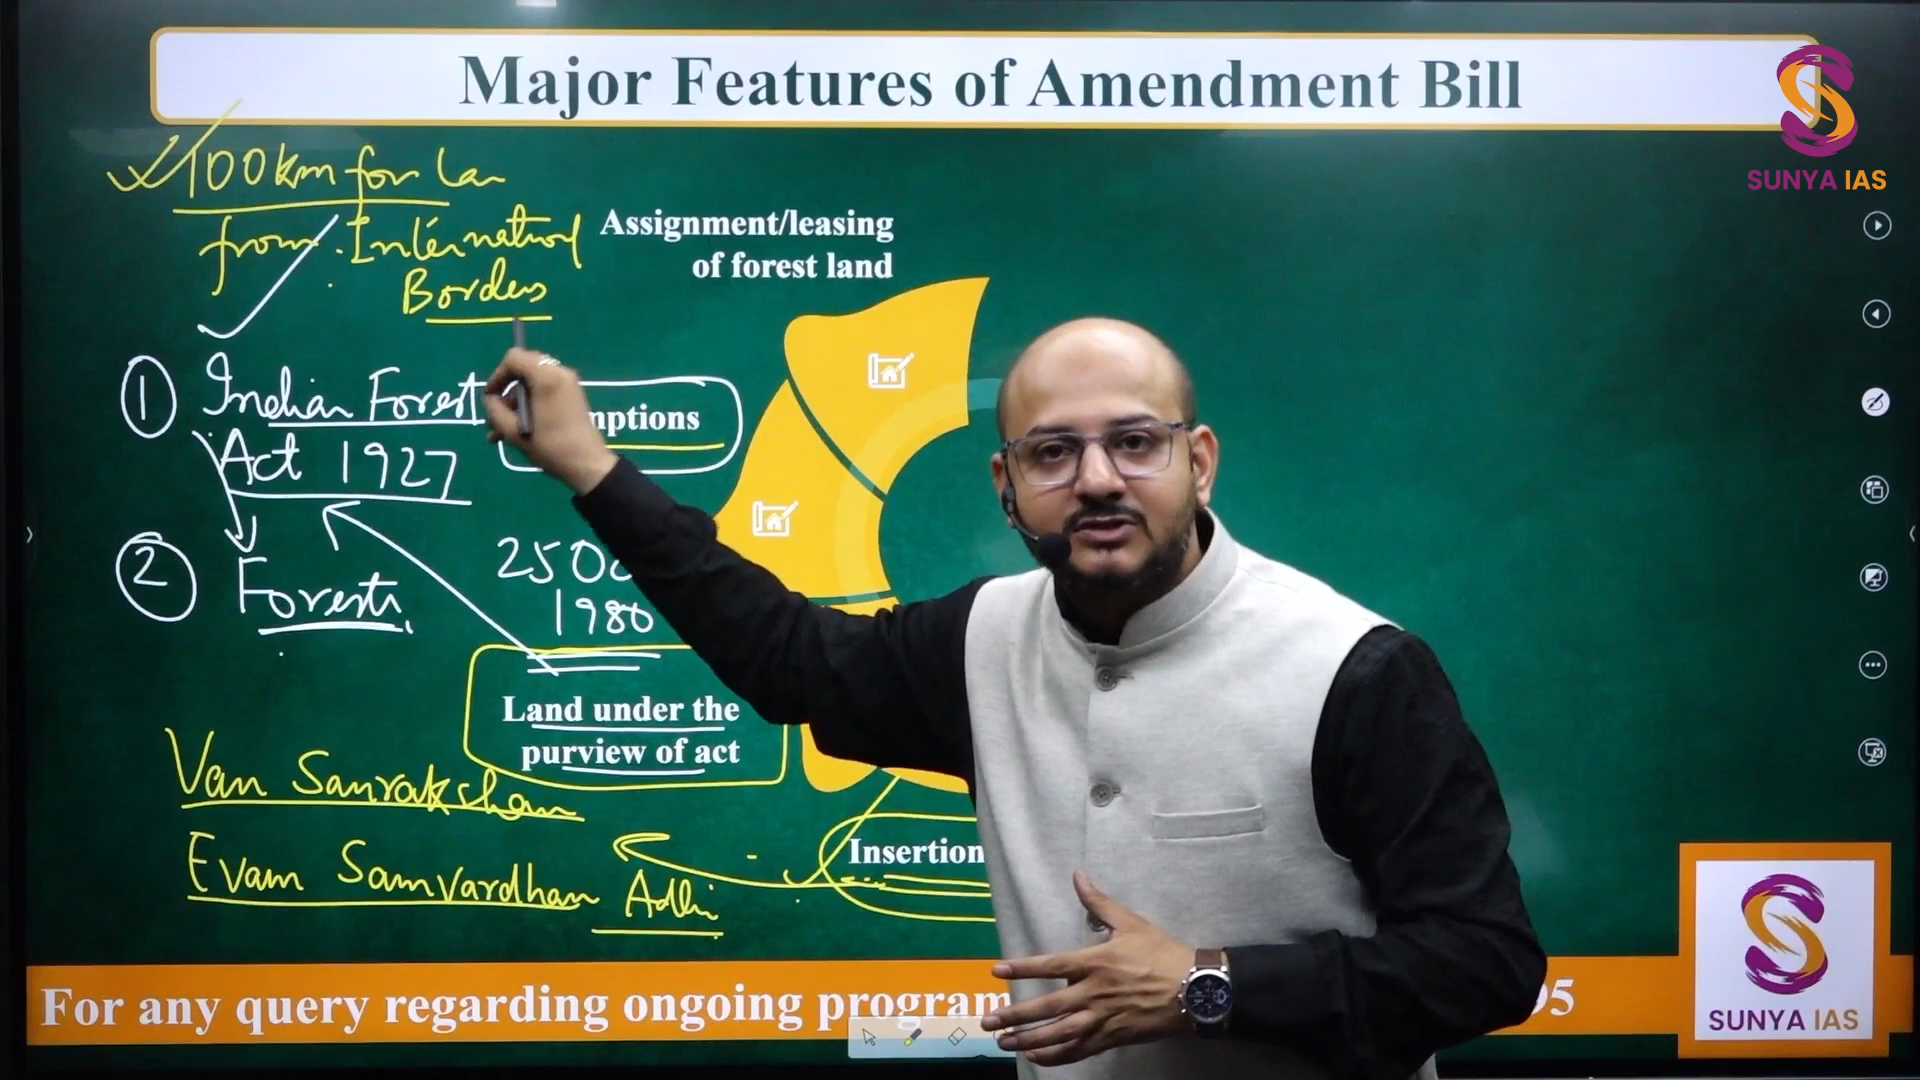 Major Features of Amendment Bill
SUNYA IAS
100km for
from International
Borders
Assignment/leasing
of forest land
1 Indian Forest
Act 1927
mptions
2 Forests
1980
Land under the
purview of act
Van Sanrakshan
Evam Samvardhan Adhi
Insertion
For any query regarding ongoing program
95
SUNYA IAS